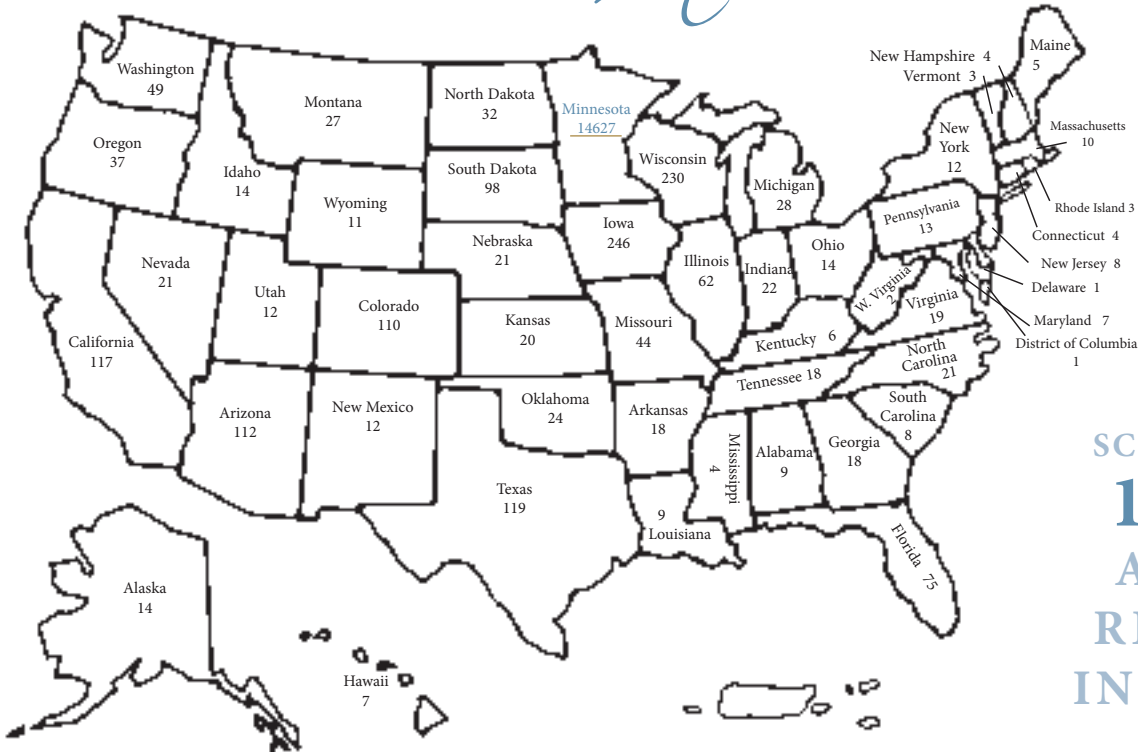 Washington
49
Oregon
37
Idaho
14
Montana
27
Wyoming
11
North Dakota
32
South Dakota
98
Nebraska
21
Kansas
20
Oklahoma
24
Texas
119
Minnesota
14627
Iowa
246
Missouri
44
Arkansas
18
9
Louisiana
Wisconsin
230
Illinois
62
Michigan
28
Indiana
22
Ohio
14
Kentucky 6
Tennessee 18
Mississippi
4
Alabama
9
Georgia
18
Florida 75
South
Carolina
8
North
Carolina
21
Virginia
19
W. Virginia
2
Pennsylvania
13
New
York
12
New Hampshire 4
Vermont 3
Maine
5
Massachusetts
10
Rhode Island 3
Connecticut 4
New Jersey 8
Delaware 1
Maryland 7
District of Columbia
1
Nevada
21
Utah
12
Colorado
110
California
117
Arizona
112
New Mexico
12
Alaska
14
Hawaii
7
SC
1
A
IN